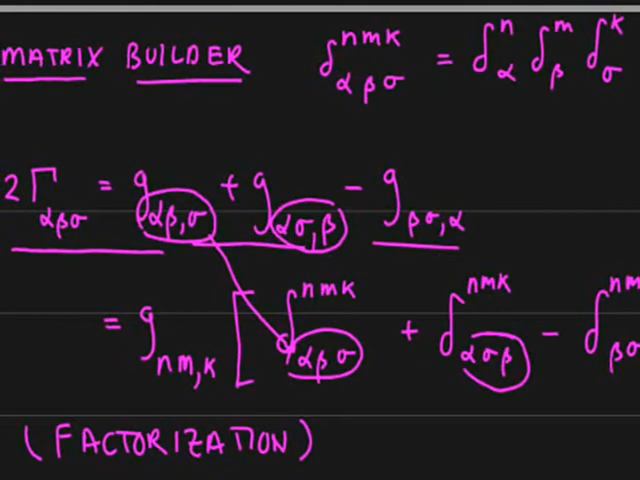 MATRIX BUILDER δ^{nmk}_{αβσ} = δ^n_α δ^m_β δ^k_σ
2Γ_{αβσ} = g_{αβ,σ} + g_{ασ,β} - g_{βσ,α}
= g_{nm,k} [ δ^{nmk}_{αβσ} + δ^{nmk}_{ασβ} - δ^{nm}_{βσ}
(FACTORIZATION)